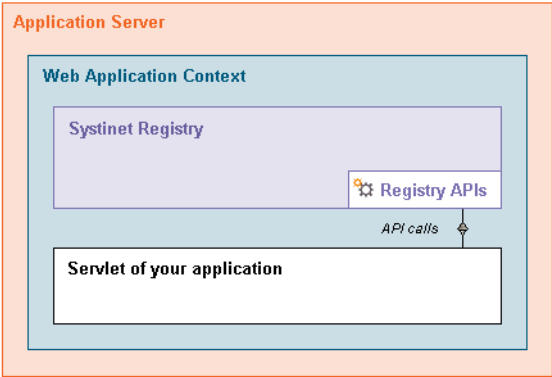 Application Server
Web Application Context
Systinet Registry
Registry APIs
API calls
Servlet of your application